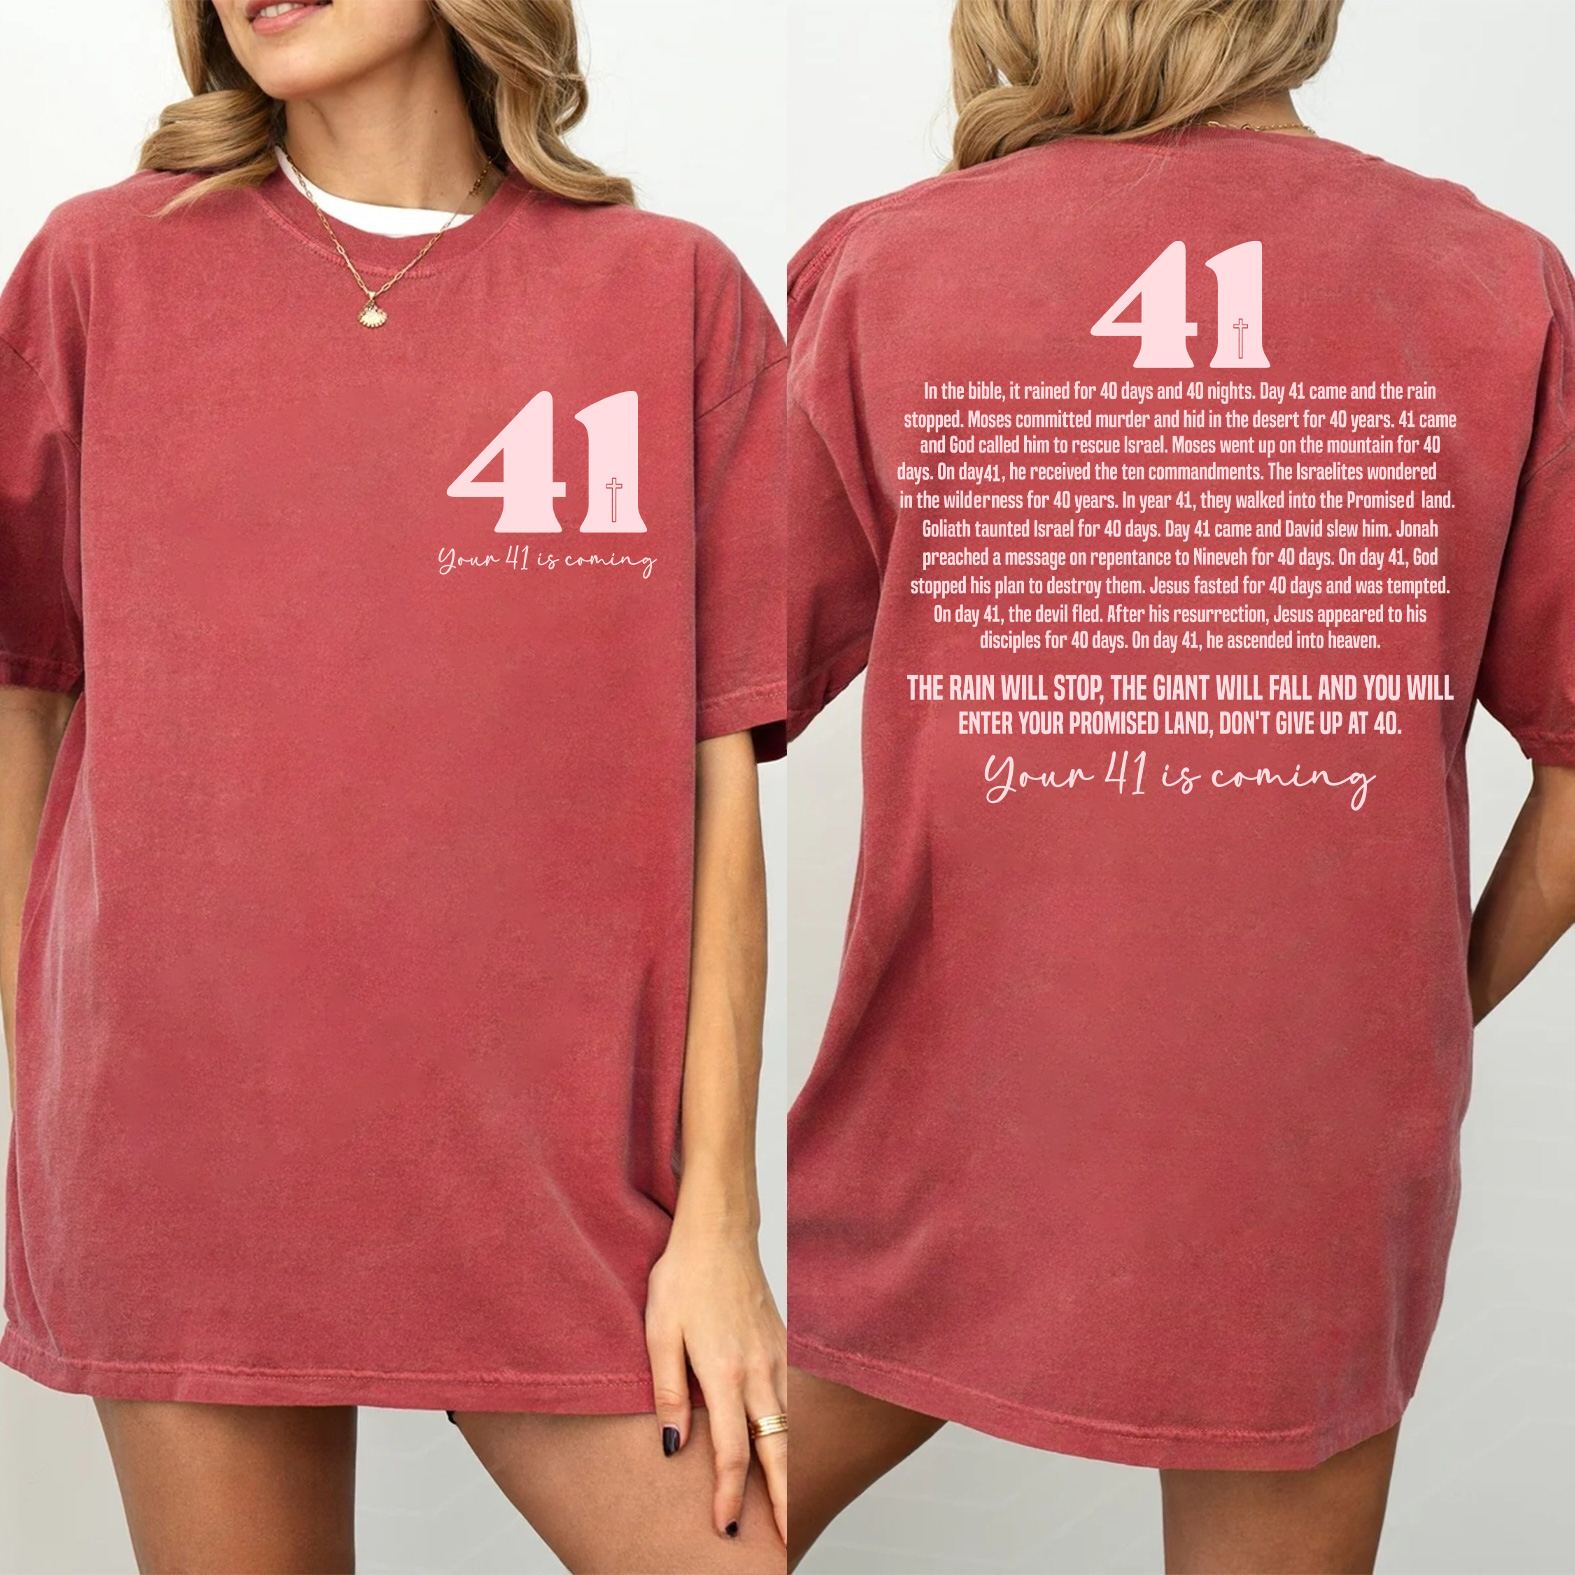 41
Your 41 is coming
41
In the bible, it rained for 40 days and 40 nights. Day 41 came and the rain
stopped. Moses committed murder and hid in the desert for 40 years. 41 came
and God called him to rescue Israel. Moses went up on the mountain for 40
days. On day41, he received the ten commandments. The Israelites wondered
in the wilderness for 40 years. In year 41, they walked into the Promised land.
Goliath taunted Israel for 40 days. Day 41 came and David slew him. Jonah
preached a message on repentance to Nineveh for 40 days. On day 41, God
stopped his plan to destroy them. Jesus fasted for 40 days and was tempted.
On day 41, the devil fled. After his resurrection, Jesus appeared to his
disciples for 40 days. On day 41, he ascended into heaven.
THE RAIN WILL STOP, THE GIANT WILL FALL AND YOU WILL
ENTER YOUR PROMISED LAND, DON'T GIVE UP AT 40.
Your 41 is coming